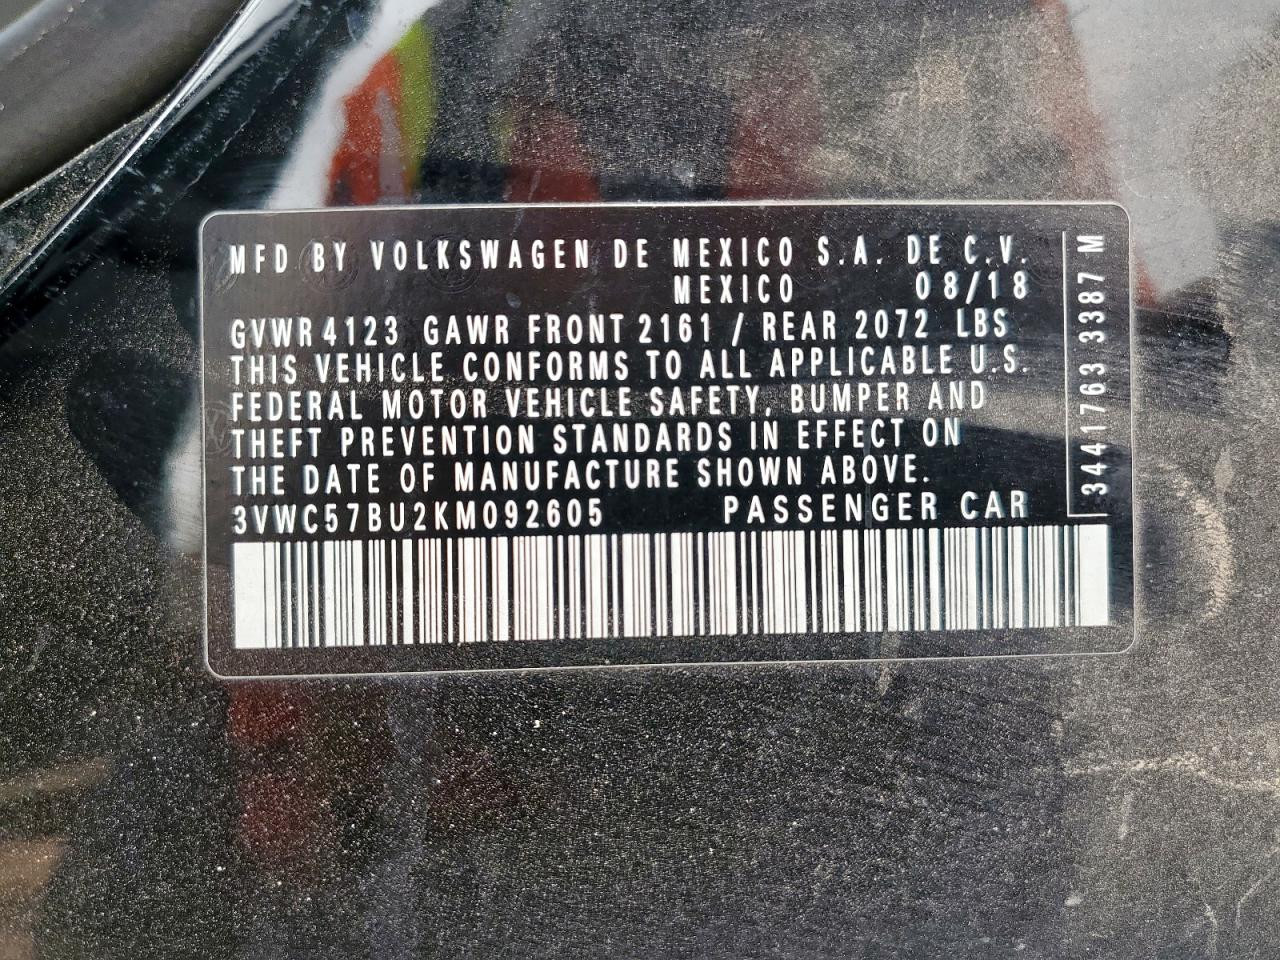 MFD BY VOLKSWAGEN DE MEXICO S.A. DE C.V.
MEXICO 08/18
GVWR 4123 GAWR FRONT 2161 / REAR 2072 LBS
THIS VEHICLE CONFORMS TO ALL APPLICABLE U.S.
FEDERAL MOTOR VEHICLE SAFETY, BUMPER AND
THEFT PREVENTION STANDARDS IN EFFECT ON
THE DATE OF MANUFACTURE SHOWN ABOVE.
3VWC57BU2KM092605 PASSENGER CAR
3441763 3387 M